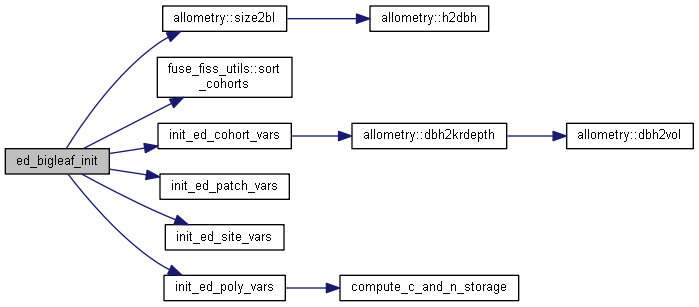 allometry::size2bl
allometry::h2dbh
fuse_fiss_utils::sort
_cohorts
ed_bigleaf_init
init_ed_cohort_vars
allometry::dbh2krdepth
allometry::dbh2vol
init_ed_patch_vars
init_ed_site_vars
init_ed_poly_vars
compute_c_and_n_storage